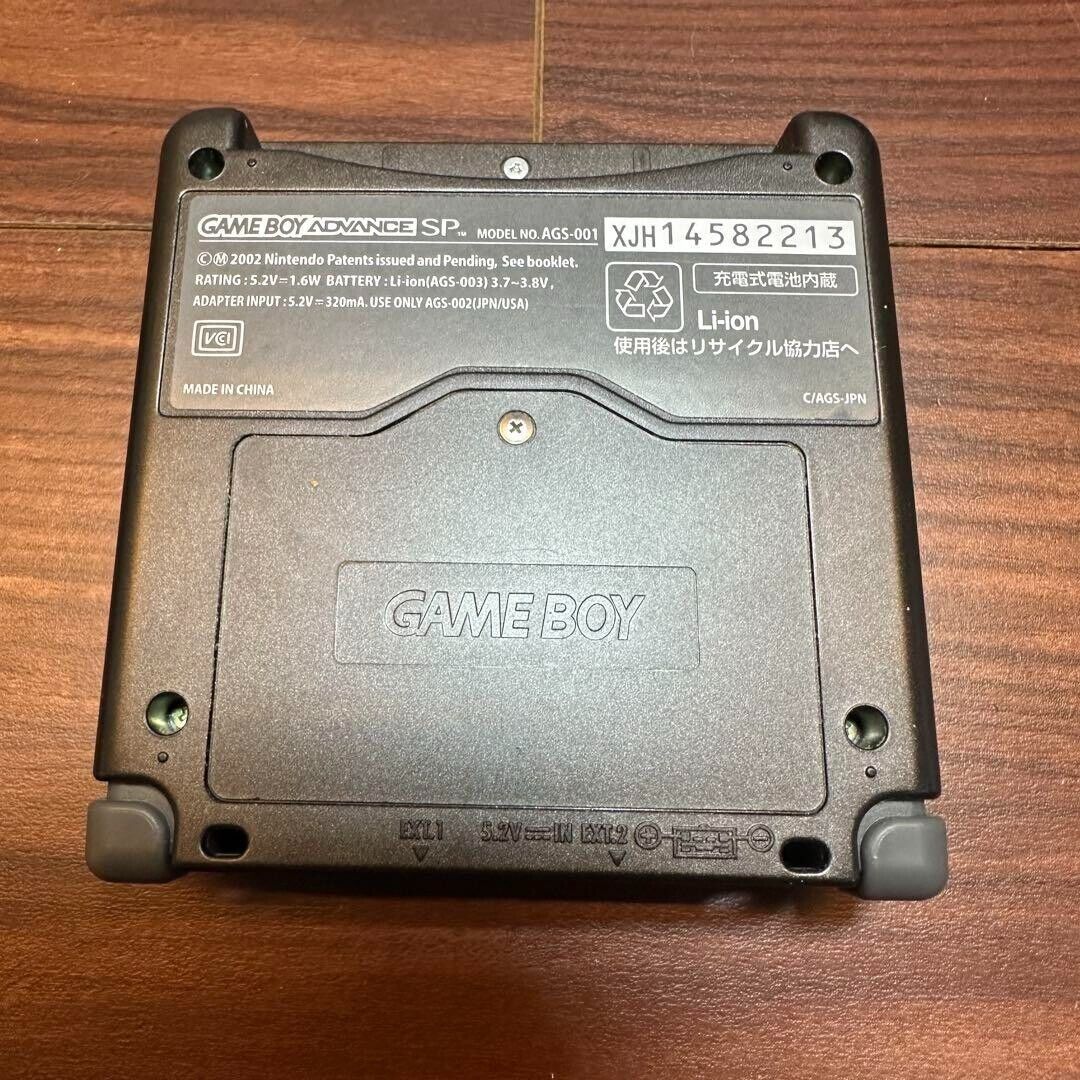 GAME BOY ADVANCE SP™ MODEL NO. AGS-001
XJH14582213
©Ⓜ 2002 Nintendo Patents issued and Pending, See booklet.
RATING : 5.2V⎓1.6W BATTERY : Li-ion(AGS-003) 3.7~3.8V,
ADAPTER INPUT : 5.2V⎓320mA. USE ONLY AGS-002(JPN/USA)
VCI
充電式電池内蔵
Li-ion
使用後はリサイクル協力店へ
MADE IN CHINA
C/AGS-JPN
GAME BOY
EXT.1 5.2V⎓IN EXT.2